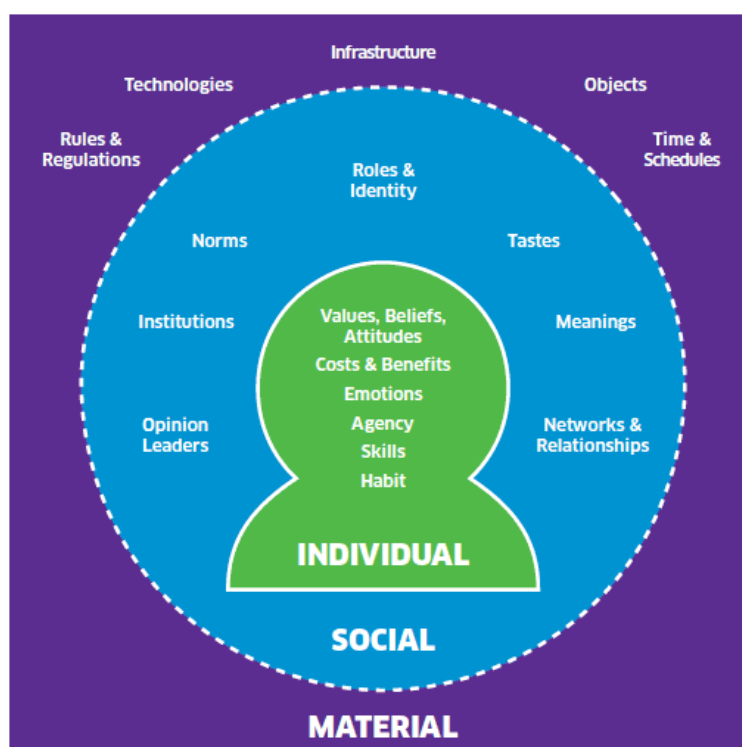 Infrastructure
Technologies
Objects
Rules &
Regulations
Time &
Schedules
Roles &
Identity
Norms
Tastes
Institutions
Meanings
Opinion
Leaders
Networks &
Relationships
Values, Beliefs,
Attitudes
Costs & Benefits
Emotions
Agency
Skills
Habit
INDIVIDUAL
SOCIAL
MATERIAL